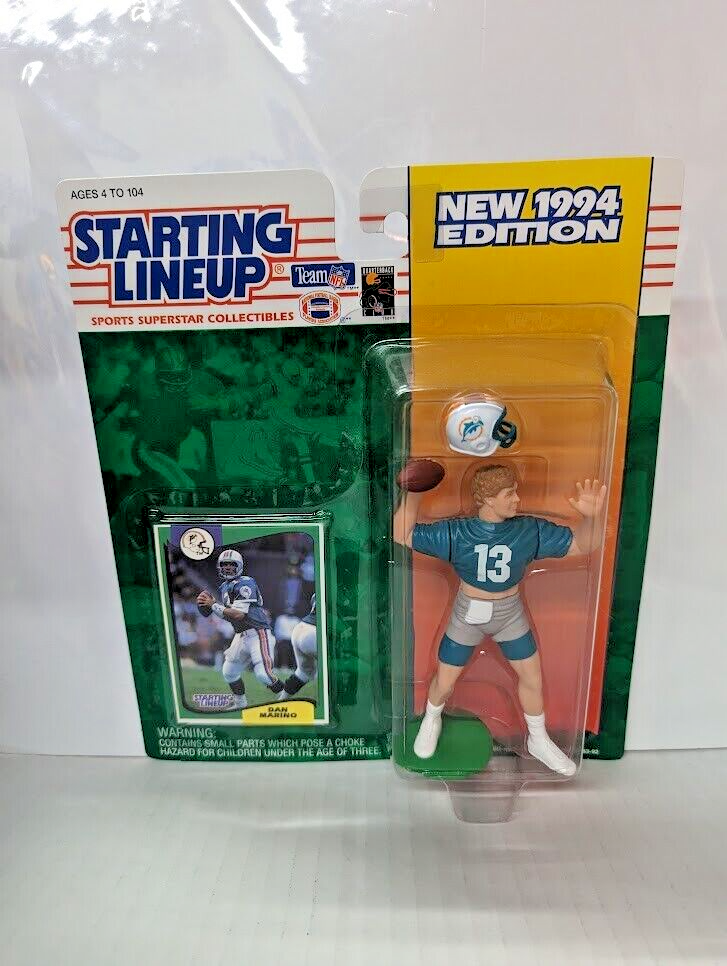 AGES 4 TO 104
STARTING
LINEUP®
SPORTS SUPERSTAR COLLECTIBLES
Team NFL
QUARTERBACK
NEW 1994
EDITION
13
STARTING
LINEUP
DAN
MARINO
WARNING:
CONTAINS SMALL PARTS WHICH POSE A CHOKE
HAZARD FOR CHILDREN UNDER THE AGE OF THREE.